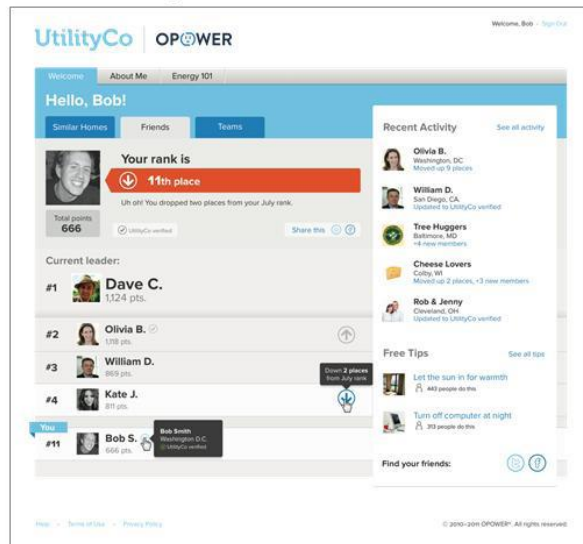 Welcome, Bob - Sign Out
UtilityCo | OPOWER
Welcome About Me Energy 101
Hello, Bob!
Similar Homes Friends Teams
Your rank is
11th place
Uh oh! You dropped two places from your July rank.
Total points
666
UtilityCo verified
Share this
Current leader:
#1 Dave C.
1,124 pts.
#2 Olivia B.
1,118 pts.
#3 William D.
869 pts.
Down 2 places
from July rank
#4 Kate J.
811 pts.
You
#11 Bob S.
666 pts.
Bob Smith
Washington D.C.
UtilityCo verified
Recent Activity See all activity
Olivia B.
Washington, DC
Moved up 9 places
William D.
San Diego, CA.
Updated to UtilityCo verified
Tree Huggers
Baltimore, MD
+4 new members
Cheese Lovers
Colby, WI
Moved up 2 places, +3 new members
Rob & Jenny
Cleveland, OH
Updated to UtilityCo verified
Free Tips See all tips
Let the sun in for warmth
443 people do this
Turn off computer at night
313 people do this
Find your friends:
Help - Terms of Use - Privacy Policy
© 2010-2011 OPOWER®. All rights reserved.